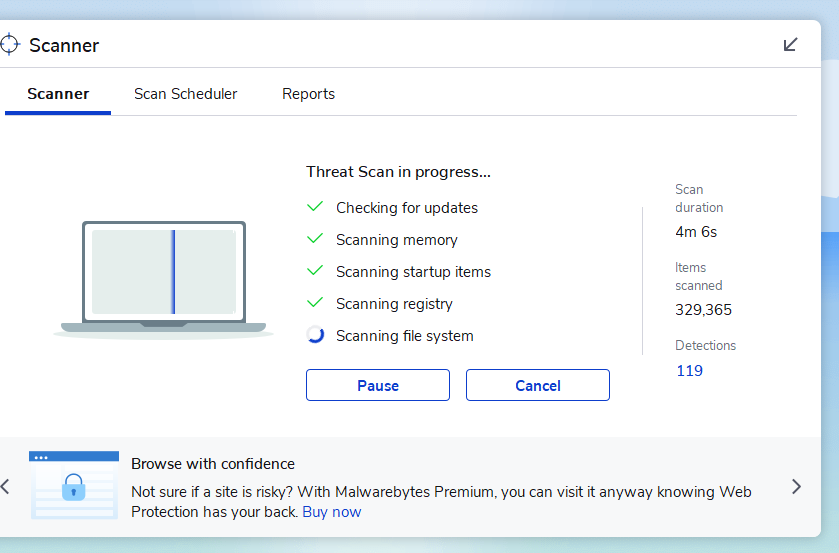 Scanner
Scanner Scan Scheduler Reports
Threat Scan in progress...
Checking for updates
Scanning memory
Scanning startup items
Scanning registry
Scanning file system
Pause Cancel
Scan
duration
4m 6s
Items
scanned
329,365
Detections
119
Browse with confidence
Not sure if a site is risky? With Malwarebytes Premium, you can visit it anyway knowing Web
Protection has your back. Buy now